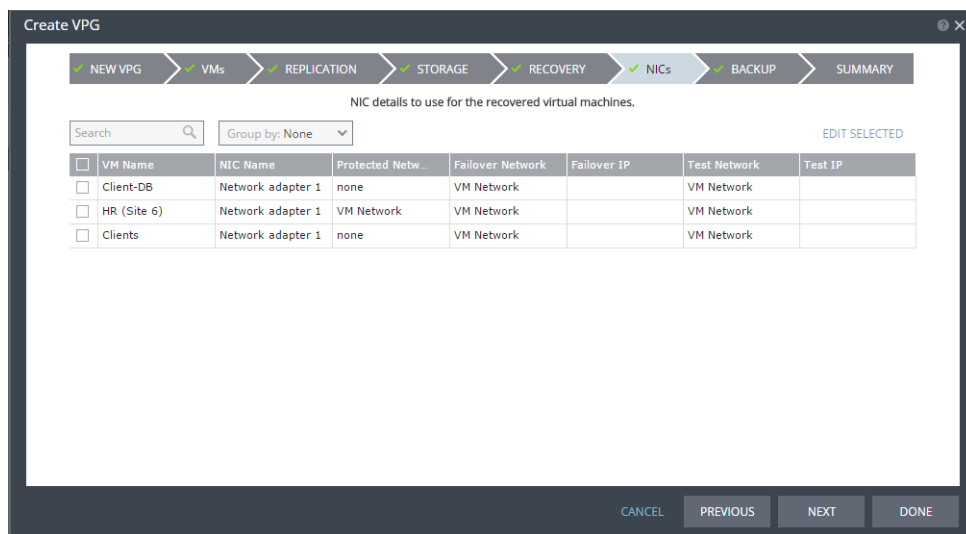 Create VPG
NEW VPG VMs REPLICATION STORAGE RECOVERY NICs BACKUP SUMMARY
NIC details to use for the recovered virtual machines.
Search Group by: None EDIT SELECTED
VM Name NIC Name Protected Netw... Failover Network Failover IP Test Network Test IP
Client-DB Network adapter 1 none VM Network VM Network
HR (Site 6) Network adapter 1 VM Network VM Network VM Network
Clients Network adapter 1 none VM Network VM Network
CANCEL PREVIOUS NEXT DONE